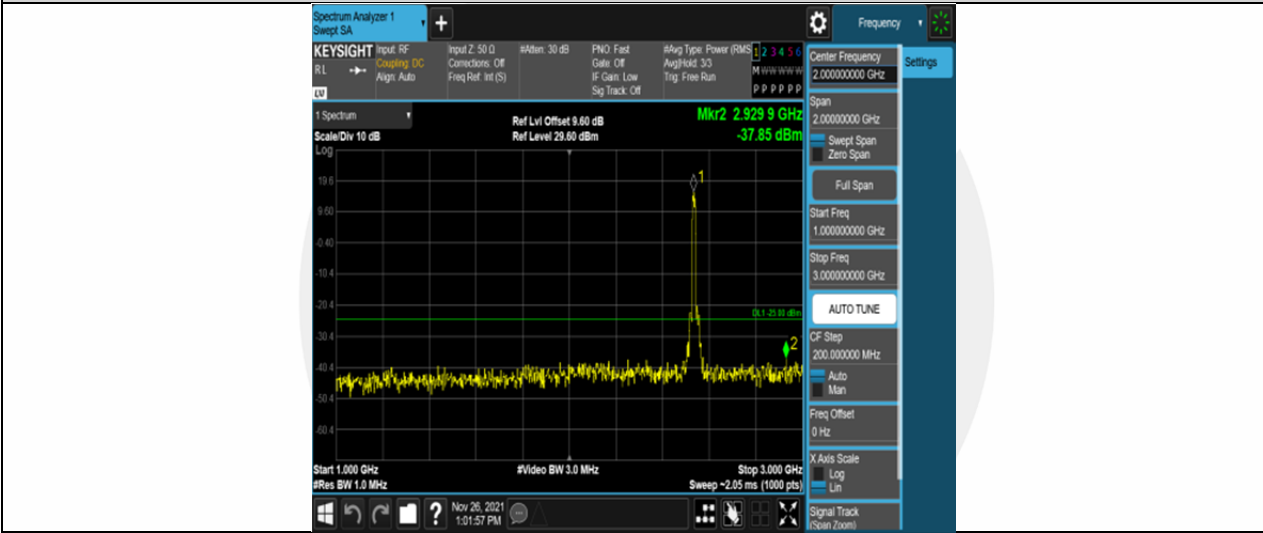 Spectrum Analyzer 1
Swept SA
+
Frequency
KEYSIGHT
RL
LV
Input: RF
Coupling: DC
Align: Auto
Input Z: 50 Ω
Corrections: Off
Freq Ref: Int (S)
#Atten: 30 dB
PNO: Fast
Gate: Off
IF Gain: Low
Sig Track: Off
#Avg Type: Power (RMS
Avg|Hold: 3/3
Trig: Free Run
1 2 3 4 5 6
M W W W W W
P P P P P P
1 Spectrum
Scale/Div 10 dB
Log
Ref Lvl Offset 9.60 dB
Ref Level 29.60 dBm
Mkr2 2.929 9 GHz
-37.85 dBm
19.6
9.60
-0.40
-10.4
-20.4
-30.4
-40.4
-50.4
-60.4
1
DL1 -25.00 dBm
2
Start 1.000 GHz
#Res BW 1.0 MHz
#Video BW 3.0 MHz
Stop 3.000 GHz
Sweep ~2.05 ms (1000 pts)
Nov 26, 2021
1:01:57 PM
?
Center Frequency
2.000000000 GHz
Settings
Span
2.00000000 GHz
Swept Span
Zero Span
Full Span
Start Freq
1.000000000 GHz
Stop Freq
3.000000000 GHz
AUTO TUNE
CF Step
200.000000 MHz
Auto
Man
Freq Offset
0 Hz
X Axis Scale
Log
Lin
Signal Track
(Span Zoom)